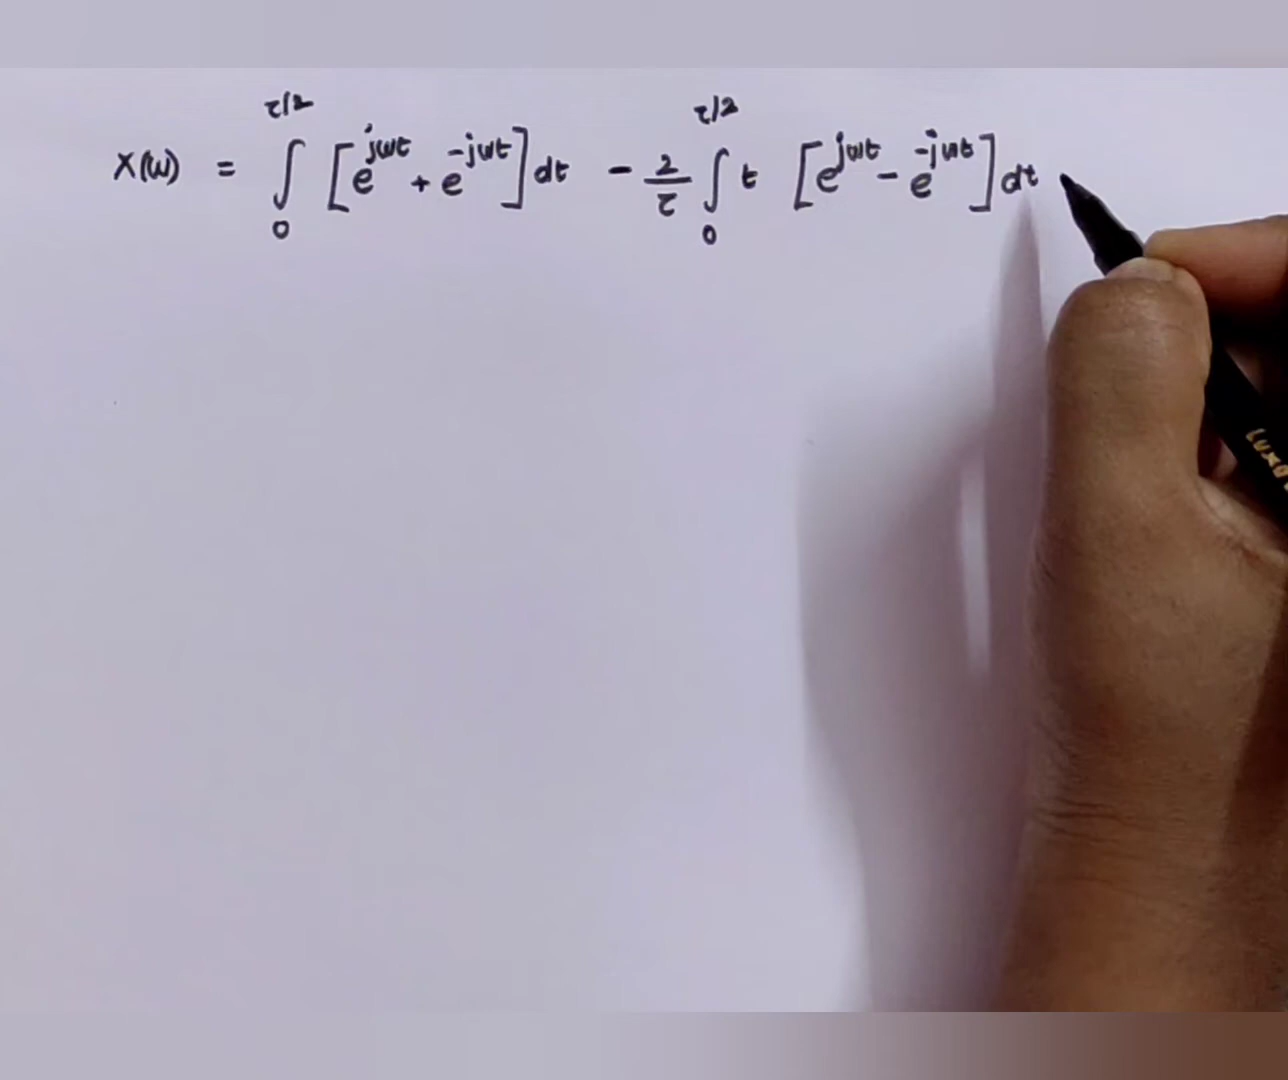 X(ω) = ∫₀^{τ/2} [e^{jωt} + e^{-jωt}] dt - 2/τ ∫₀^{τ/2} t [e^{jωt} - e^{-jωt}] dt